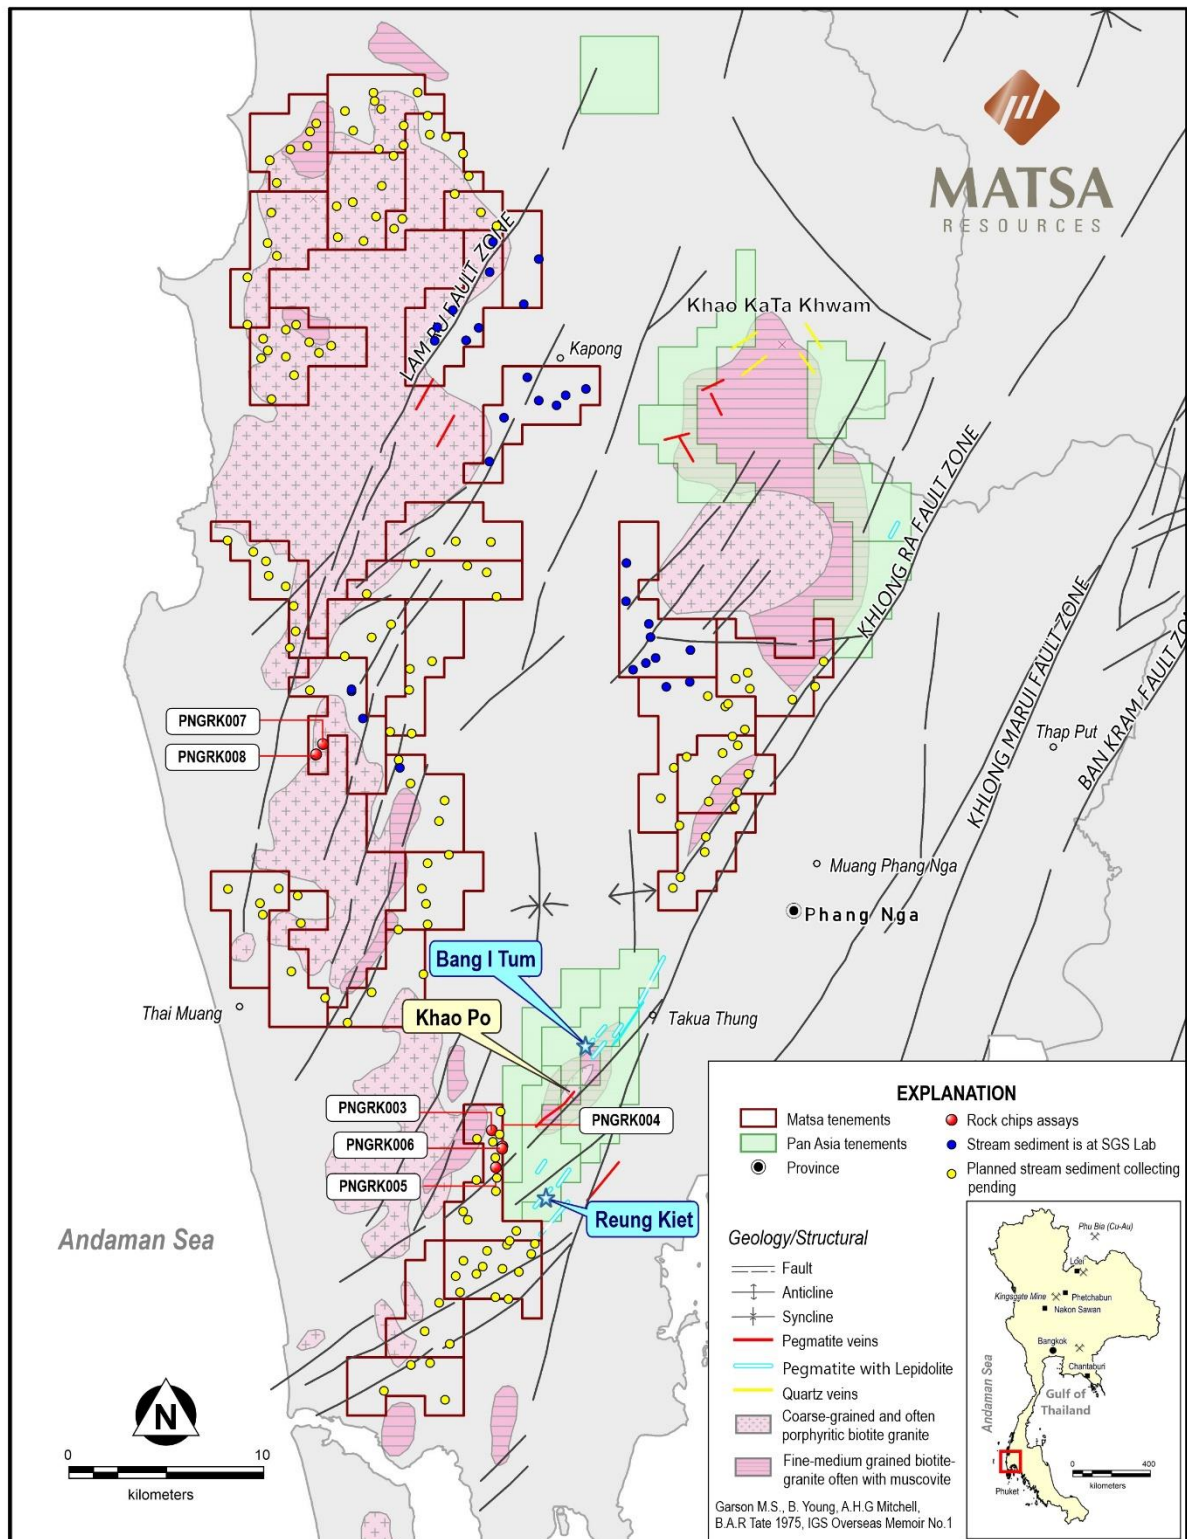 MATSA
RESOURCES
LAM RU FAULT ZONE
Khao KaTa Khwam
Kapong
KHLONG RA FAULT ZONE
KHLONG MARUI FAULT ZONE
BAN KRAM FAULT ZO
PNGRK007
PNGRK008
Thap Put
Muang Phang Nga
Phang Nga
Bang I Tum
Thai Muang
Khao Po
Takua Thung
PNGRK003
PNGRK004
PNGRK006
PNGRK005
Reung Kiet
Andaman Sea
N
0 10
kilometers
EXPLANATION
Matsa tenements
Pan Asia tenements
Province
Rock chips assays
Stream sediment is at SGS Lab
Planned stream sediment collecting
pending
Geology/Structural
Fault
Anticline
Syncline
Pegmatite veins
Pegmatite with Lepidolite
Quartz veins
Coarse-grained and often
porphyritic biotite granite
Fine-medium grained biotite-
granite often with muscovite
Garson M.S., B. Young, A.H.G Mitchell,
B.A.R Tate 1975, IGS Overseas Memoir No.1
Phu Bia (Cu-Au)
Loei
Kingsgate Mine
Phetchabun
Nakon Sawan
Bangkok
Chantaburi
Andaman Sea
Gulf of
Thailand
Phuket
0 400
kilometers